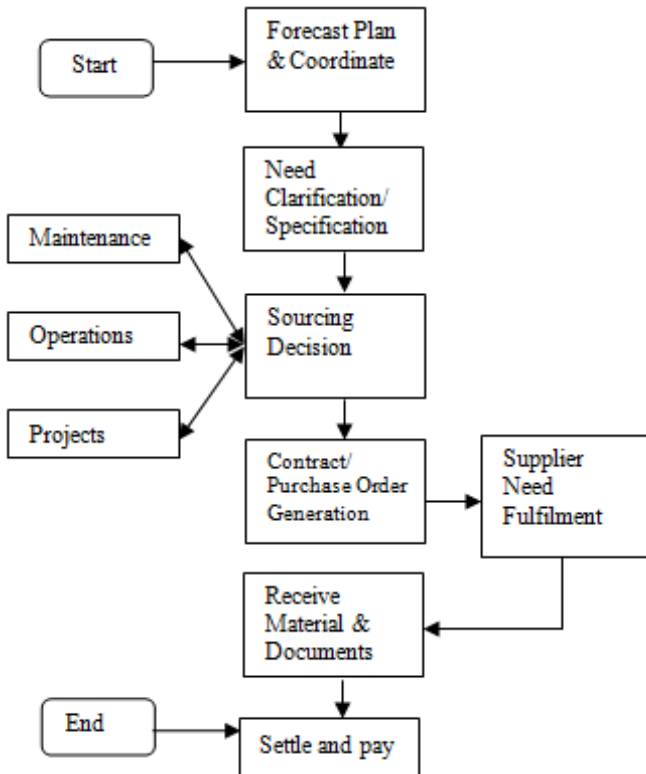 Start
Forecast Plan
& Coordinate
Need
Clarification/
Specification
Maintenance
Operations
Projects
Sourcing
Decision
Contract/
Purchase Order
Generation
Supplier
Need
Fulfilment
Receive
Material &
Documents
End
Settle and pay